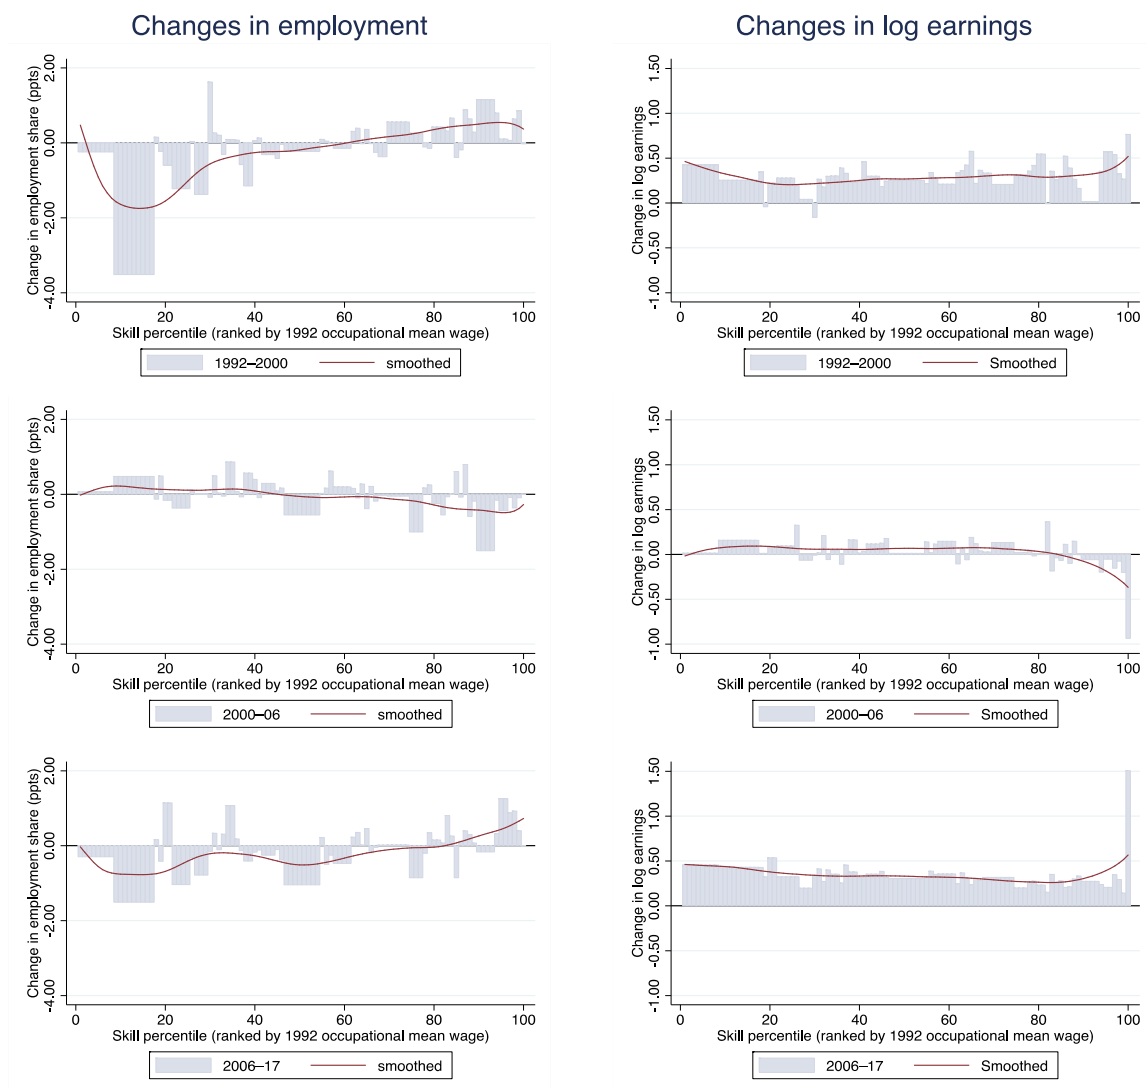 Changes in employment
Changes in log earnings
Change in employment share (ppts)
2.00
0.00
-2.00
-4.00
0 20 40 60 80 100
Skill percentile (ranked by 1992 occupational mean wage)
1992–2000 smoothed
Change in log earnings
1.50
1.00
0.50
0.00
-0.50
-1.00
0 20 40 60 80 100
Skill percentile (ranked by 1992 occupational mean wage)
1992–2000 Smoothed
Change in employment share (ppts)
2.00
0.00
-2.00
-4.00
0 20 40 60 80 100
Skill percentile (ranked by 1992 occupational mean wage)
2000–06 smoothed
Change in log earnings
1.50
1.00
0.50
0.00
-0.50
-1.00
0 20 40 60 80 100
Skill percentile (ranked by 1992 occupational mean wage)
2000–06 Smoothed
Change in employment share (ppts)
2.00
0.00
-2.00
-4.00
0 20 40 60 80 100
Skill percentile (ranked by 1992 occupational mean wage)
2006–17 smoothed
Change in log earnings
1.50
1.00
0.50
0.00
-0.50
-1.00
0 20 40 60 80 100
Skill percentile (ranked by 1992 occupational mean wage)
2006–17 Smoothed